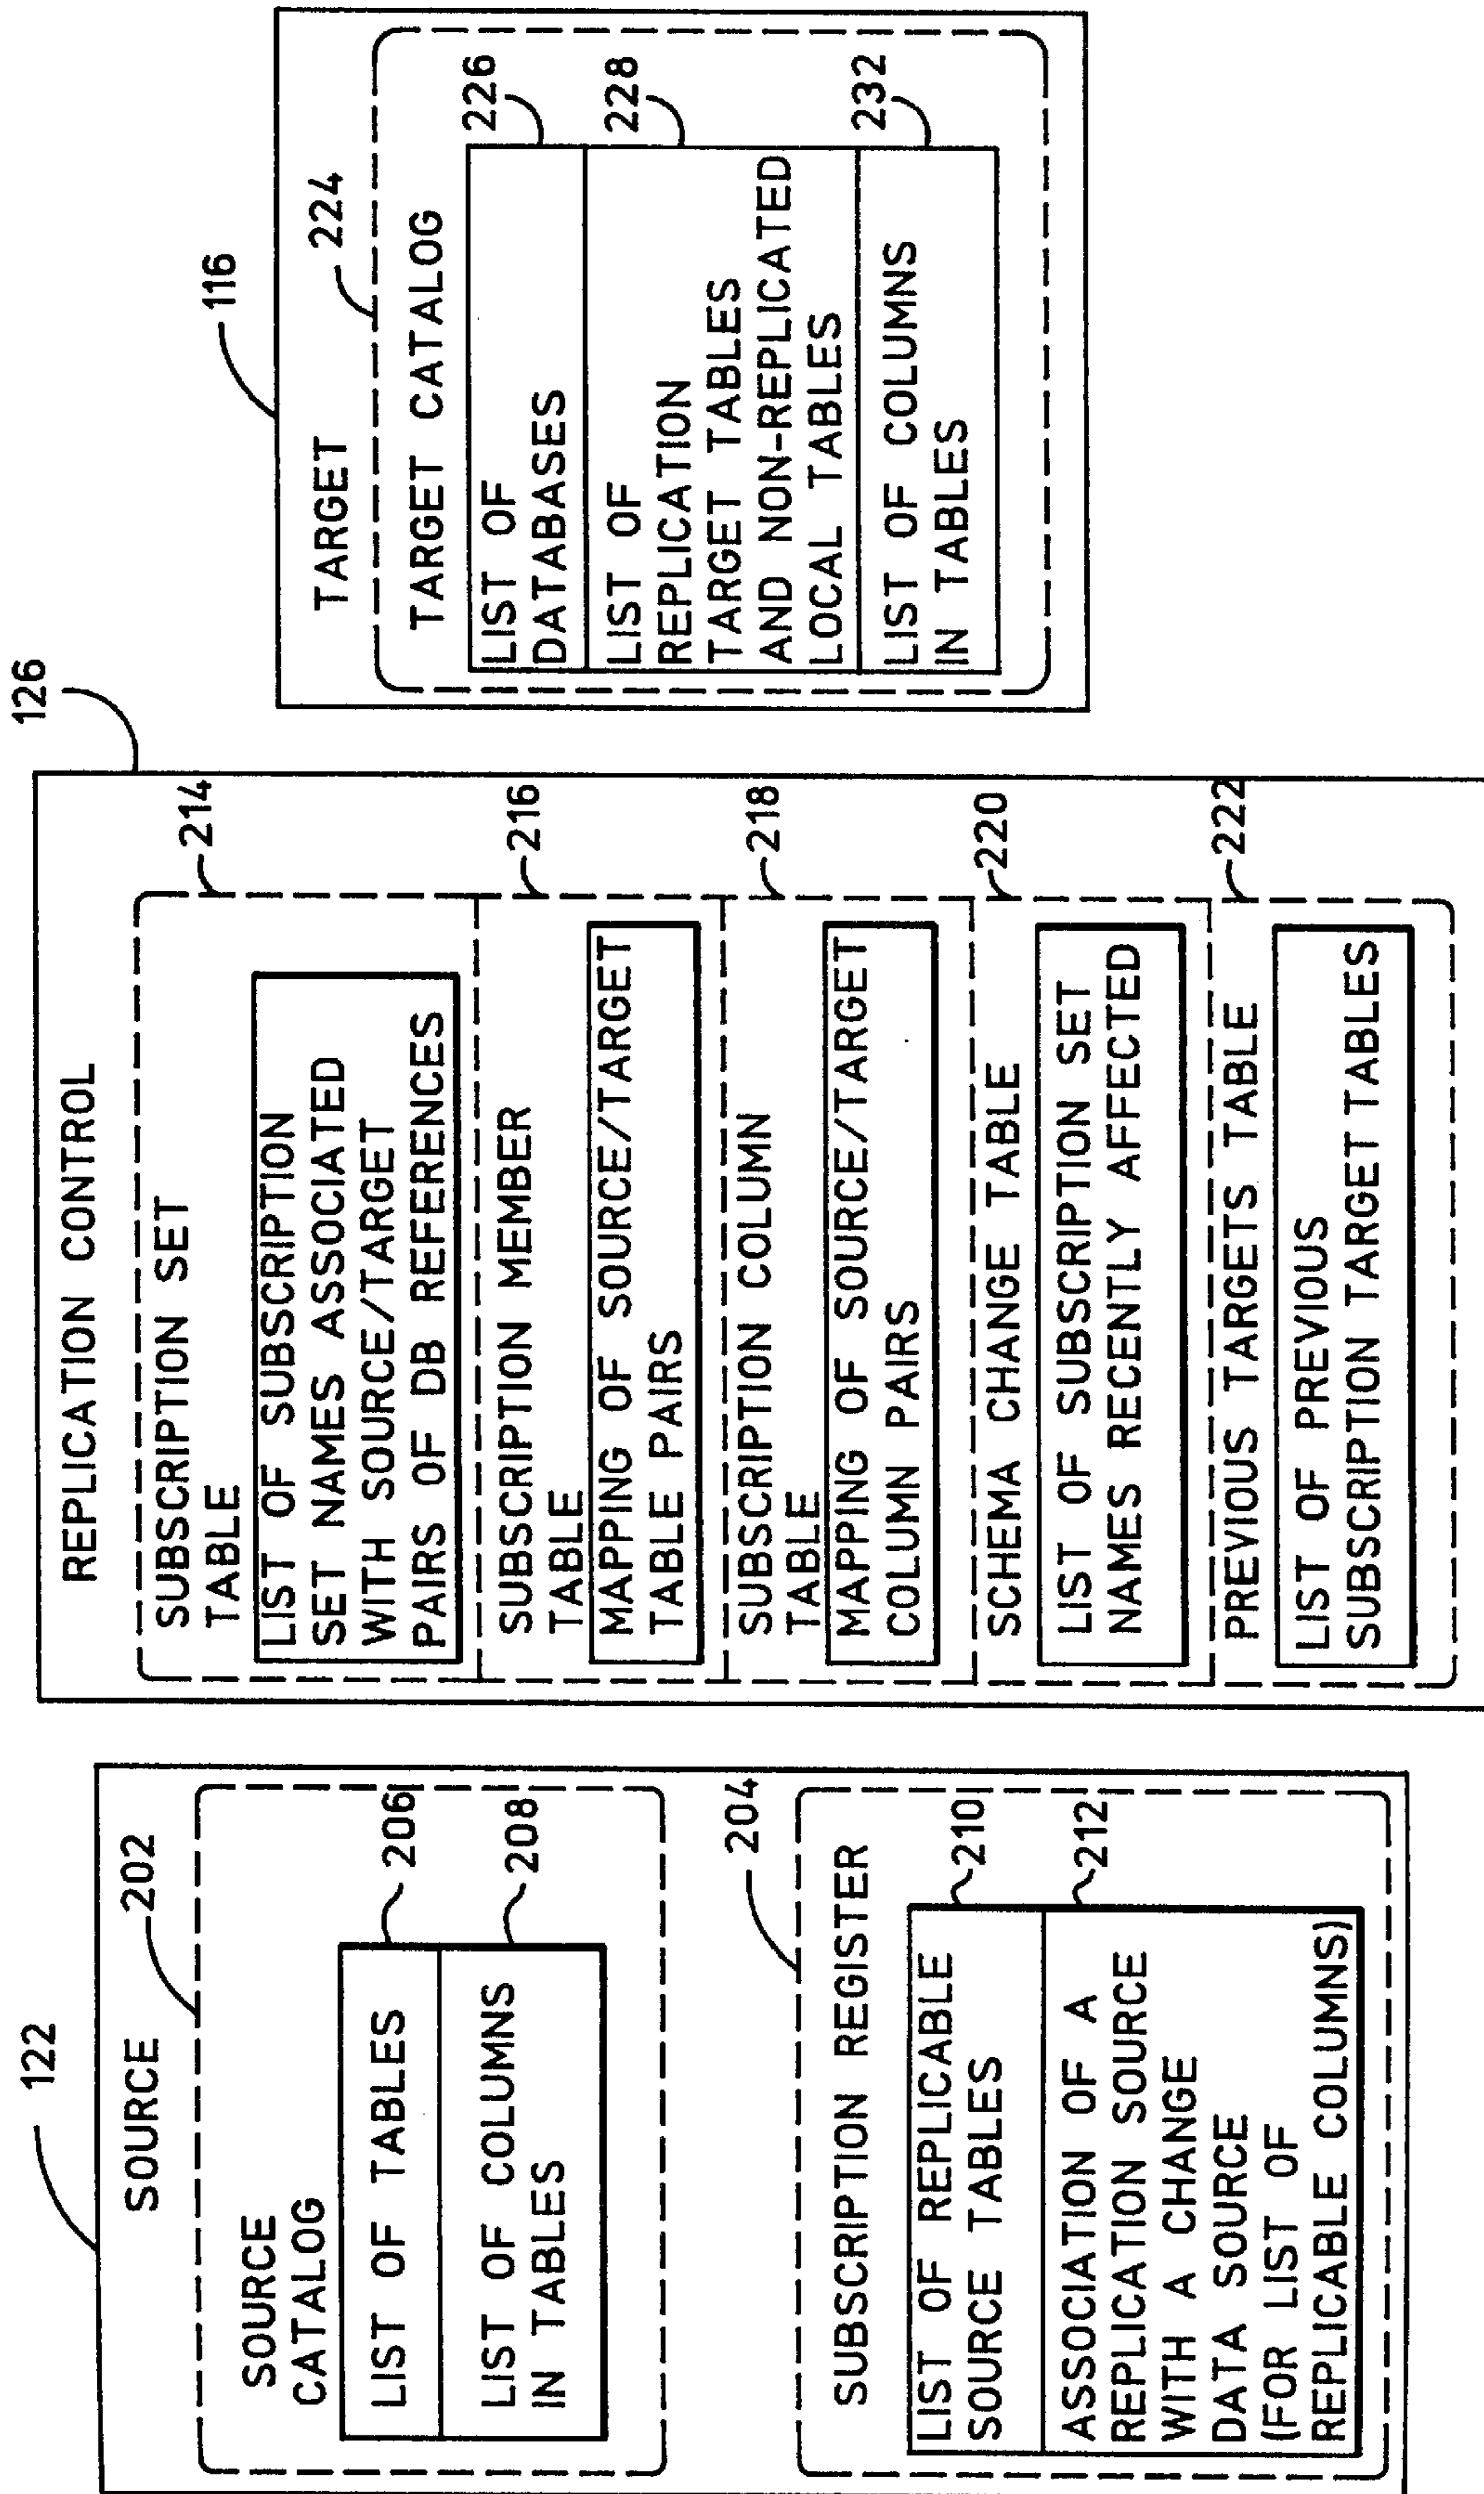 122
SOURCE
202
SOURCE
CATALOG
LIST OF TABLES
206
LIST OF COLUMNS
IN TABLES
208
204
SUBSCRIPTION REGISTER
LIST OF REPLICABLE
SOURCE TABLES
210
ASSOCIATION OF A
REPLICATION SOURCE
WITH A CHANGE
DATA SOURCE
(FOR LIST OF
REPLICABLE COLUMNS)
212
126
REPLICATION CONTROL
SUBSCRIPTION SET
TABLE
214
LIST OF SUBSCRIPTION
SET NAMES ASSOCIATED
WITH SOURCE/TARGET
PAIRS OF DB REFERENCES
SUBSCRIPTION MEMBER
TABLE
216
MAPPING OF SOURCE/TARGET
TABLE PAIRS
SUBSCRIPTION COLUMN
TABLE
218
MAPPING OF SOURCE/TARGET
COLUMN PAIRS
SCHEMA CHANGE TABLE
220
LIST OF SUBSCRIPTION SET
NAMES RECENTLY AFFECTED
PREVIOUS TARGETS TABLE
222
LIST OF PREVIOUS
SUBSCRIPTION TARGET TABLES
116
TARGET
224
TARGET CATALOG
LIST OF
DATABASES
226
LIST OF
REPLICATION
TARGET TABLES
AND NON-REPLICATED
LOCAL TABLES
228
LIST OF COLUMNS
IN TABLES
232